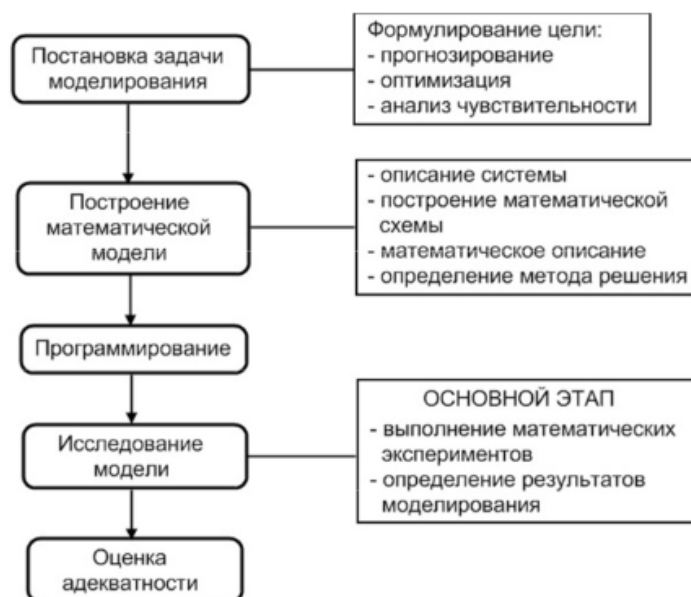 Постановка задачи
моделирования
Формулирование цели:
- прогнозирование
- оптимизация
- анализ чувствительности
Построение
математической
модели
- описание системы
- построение математической
схемы
- математическое описание
- определение метода решения
Программирование
Исследование
модели
ОСНОВНОЙ ЭТАП
- выполнение математических
экспериментов
- определение результатов
моделирования
Оценка
адекватности